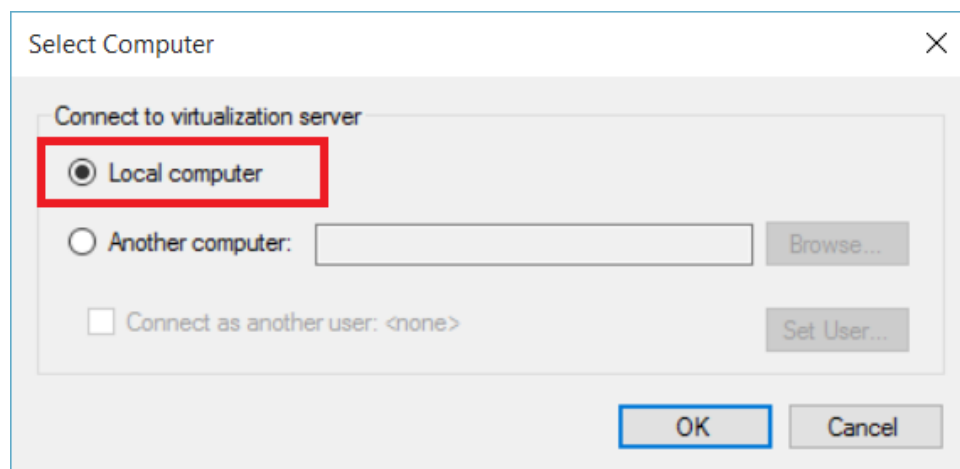 Select Computer
Connect to virtualization server
Local computer
Another computer:
Browse...
Connect as another user: <none>
Set User...
OK
Cancel